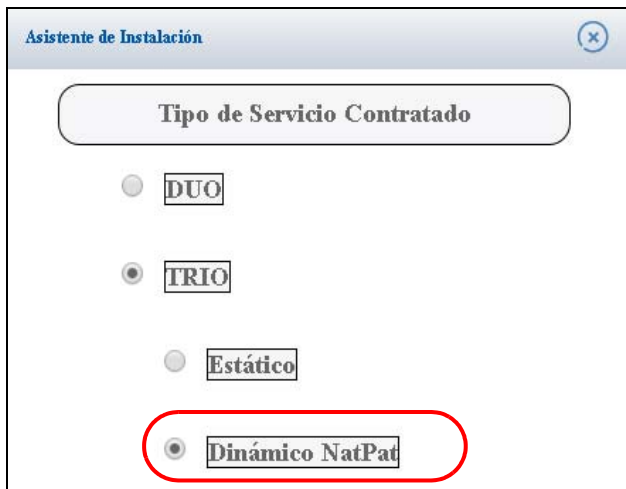 Asistente de Instalación
Tipo de Servicio Contratado
DUO
TRIO
Estático
Dinámico NatPat